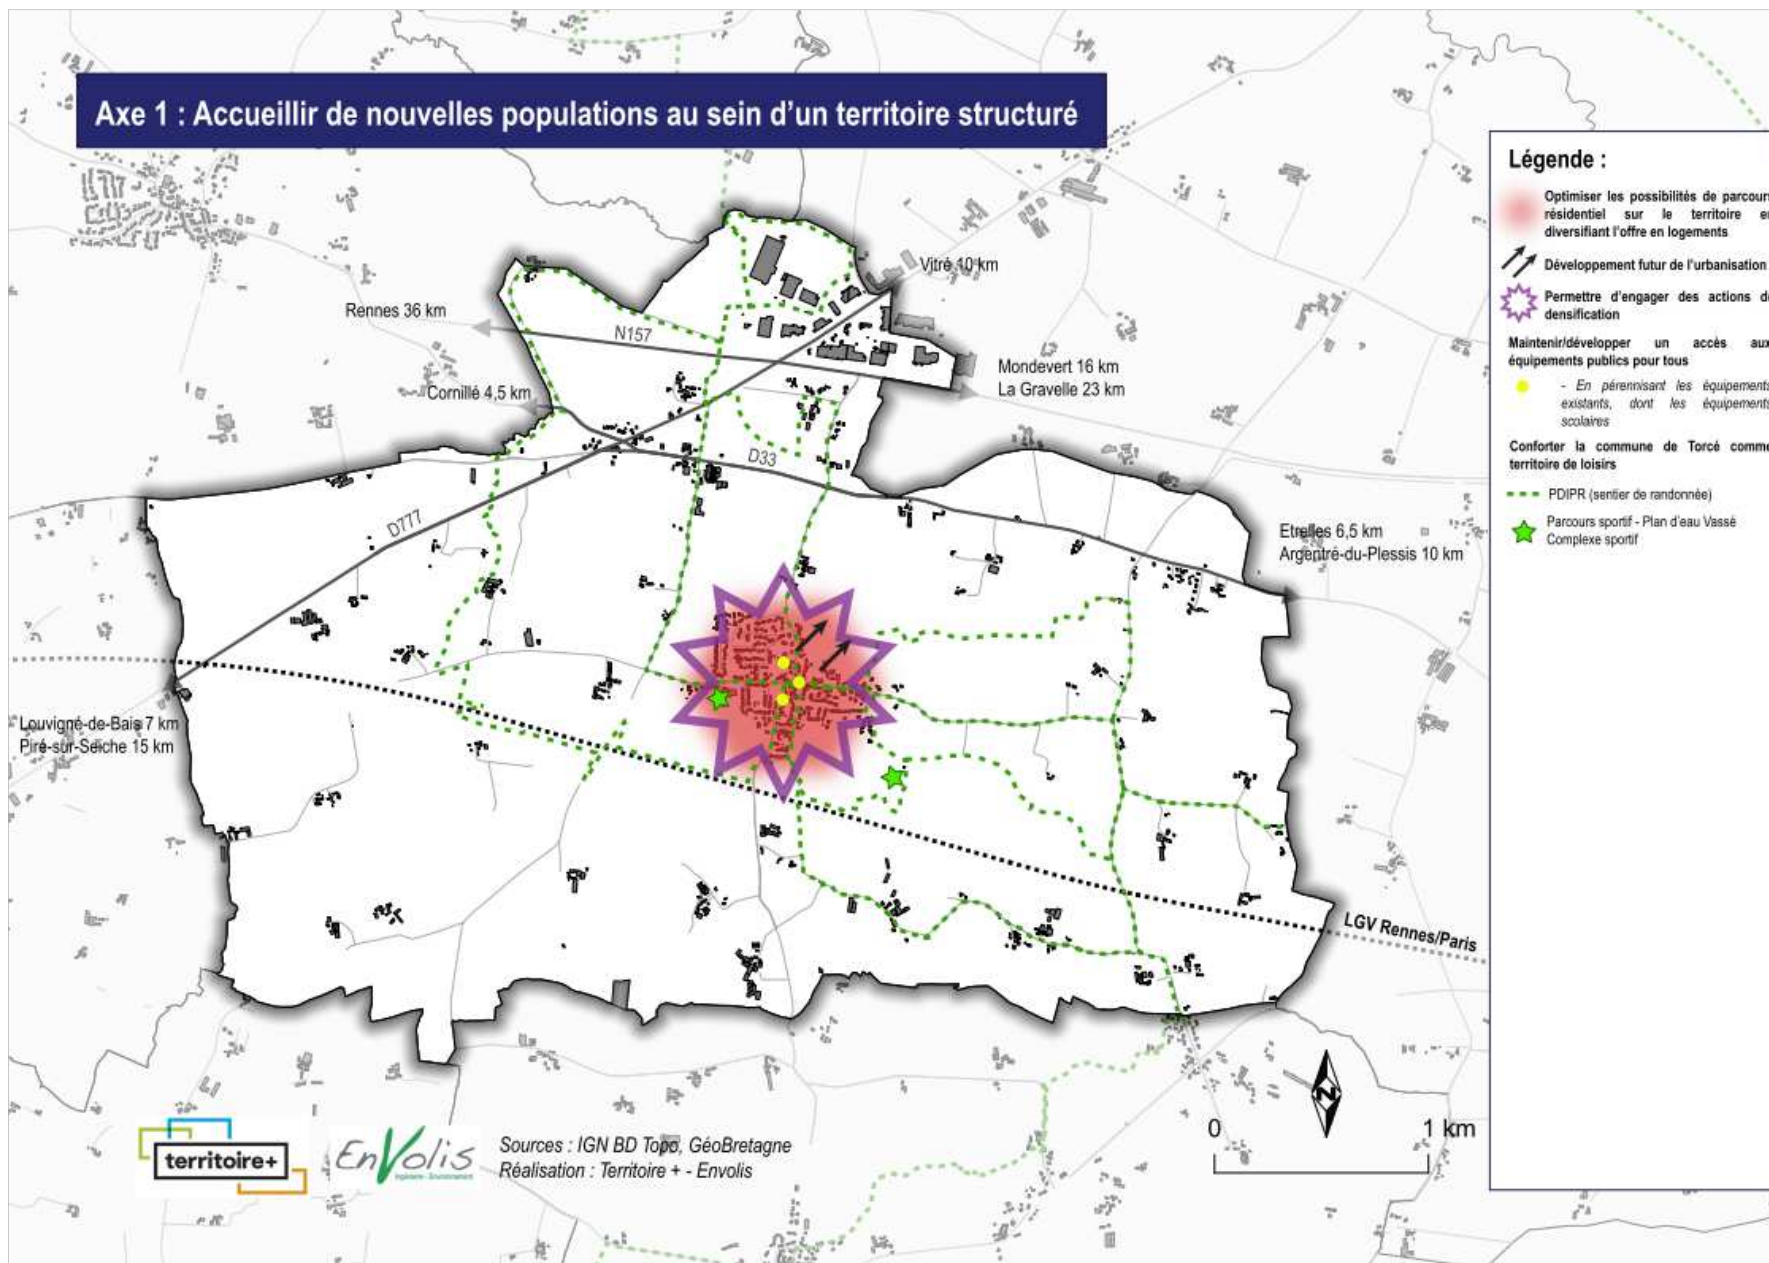 Axe 1 : Accueillir de nouvelles populations au sein d'un territoire structuré
Légende :
Optimiser les possibilités de parcours
résidentiel sur le territoire en
diversifiant l'offre en logements
Développement futur de l'urbanisation
Permettre d'engager des actions de
densification
Maintenir/développer un accès aux
équipements publics pour tous
- En pérennisant les équipements
existants, dont les équipements
scolaires
Conforter la commune de Torcé comme
territoire de loisirs
PDIPR (sentier de randonnée)
Parcours sportif - Plan d'eau Vassé
Complexe sportif
Vitré 10 km
Rennes 36 km
N157
Mondevert 16 km
La Gravelle 23 km
Cornillé 4,5 km
D33
D777
Etrelles 6,5 km
Argentré-du-Plessis 10 km
Louvigné-de-Bais 7 km
Piré-sur-Seiche 15 km
LGV Rennes/Paris
territoire+
EnVolis
Ingénierie - Environnement
Sources : IGN BD Topo, GéoBretagne
Réalisation : Territoire + - Envolis
N
0 1 km